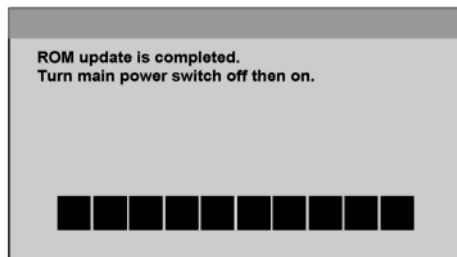 ROM update is completed.
Turn main power switch off then on.